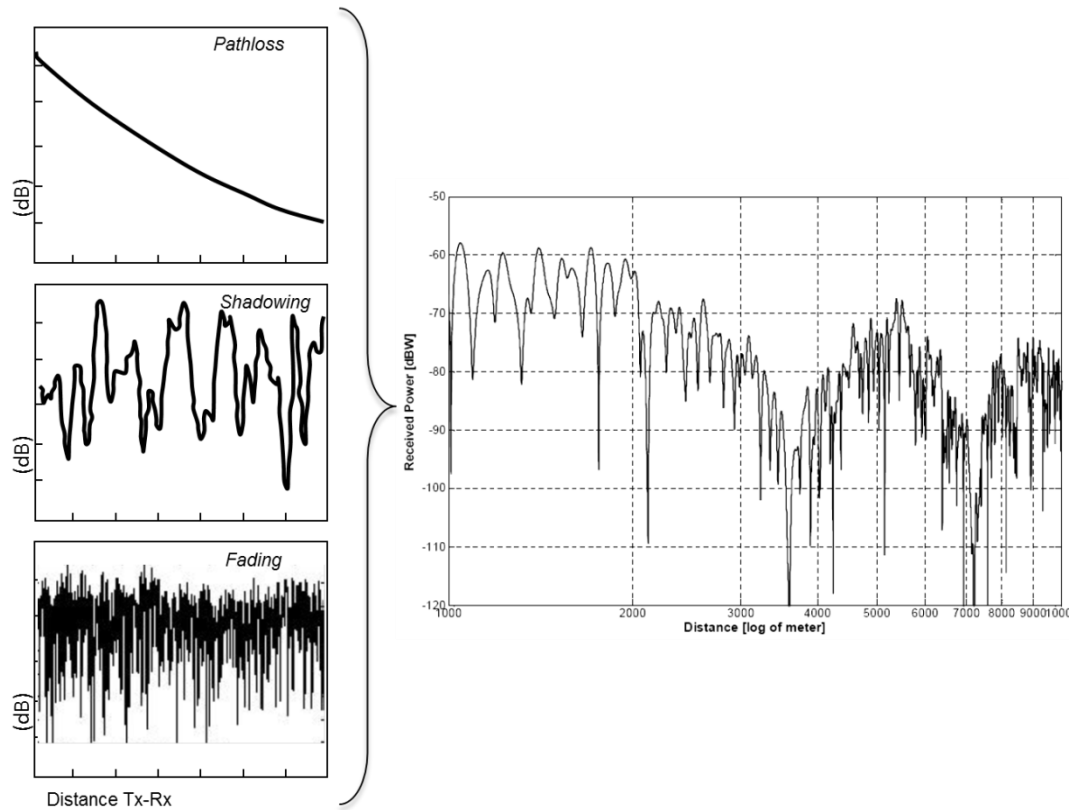 Pathloss
(dB)
Shadowing
(dB)
Fading
(dB)
Distance Tx-Rx
-50
-60
-70
-80
-90
-100
-110
-120
Received Power [dBW]
1000 2000 3000 4000 5000 6000 7000 8000 9000 1000
Distance [log of meter]